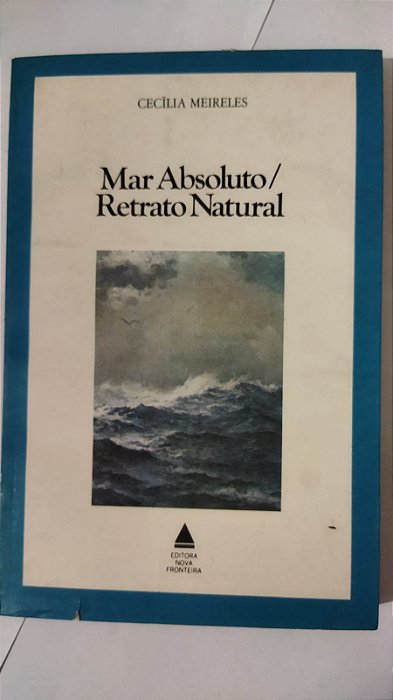 CECÍLIA MEIRELES
Mar Absoluto/
Retrato Natural
EDITORA
NOVA
FRONTEIRA